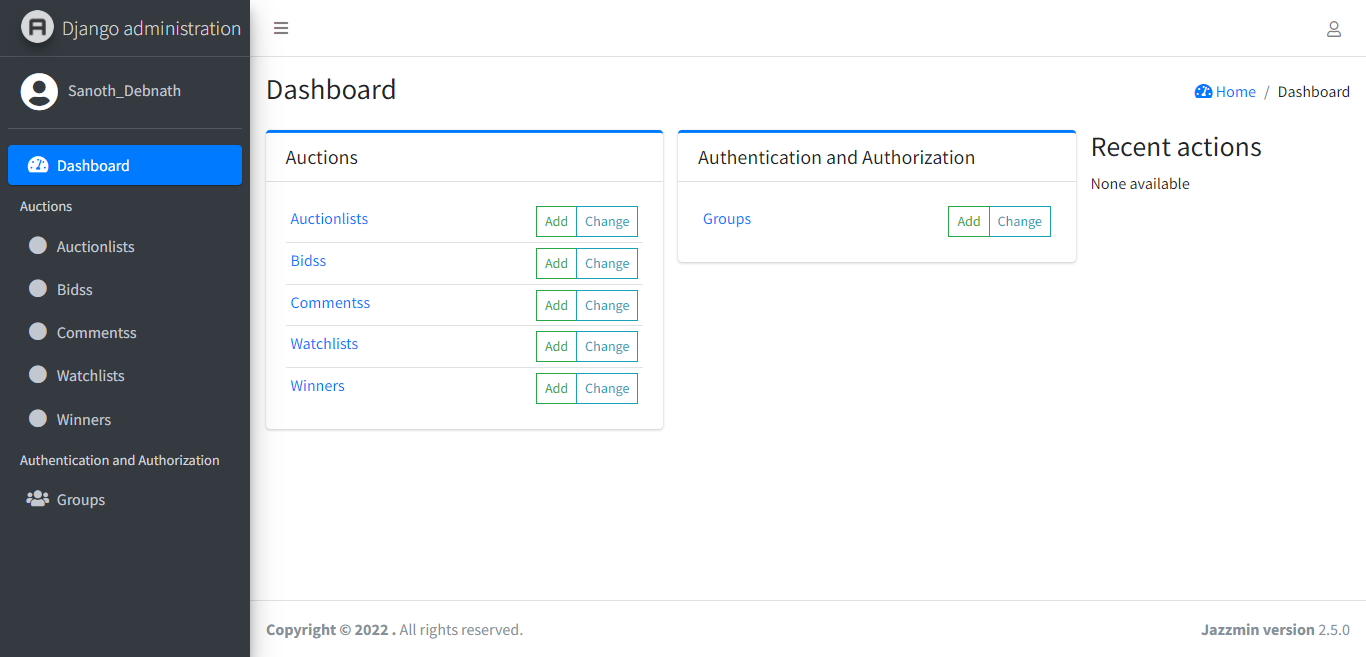 Django administration
Sanoth_Debnath
Dashboard
Auctions
Auctionlists
Bidss
Commentss
Watchlists
Winners
Authentication and Authorization
Groups
Dashboard
Home / Dashboard
Auctions
Auctionlists Add Change
Bidss Add Change
Commentss Add Change
Watchlists Add Change
Winners Add Change
Authentication and Authorization
Groups Add Change
Recent actions
None available
Copyright © 2022 . All rights reserved.
Jazzmin version 2.5.0